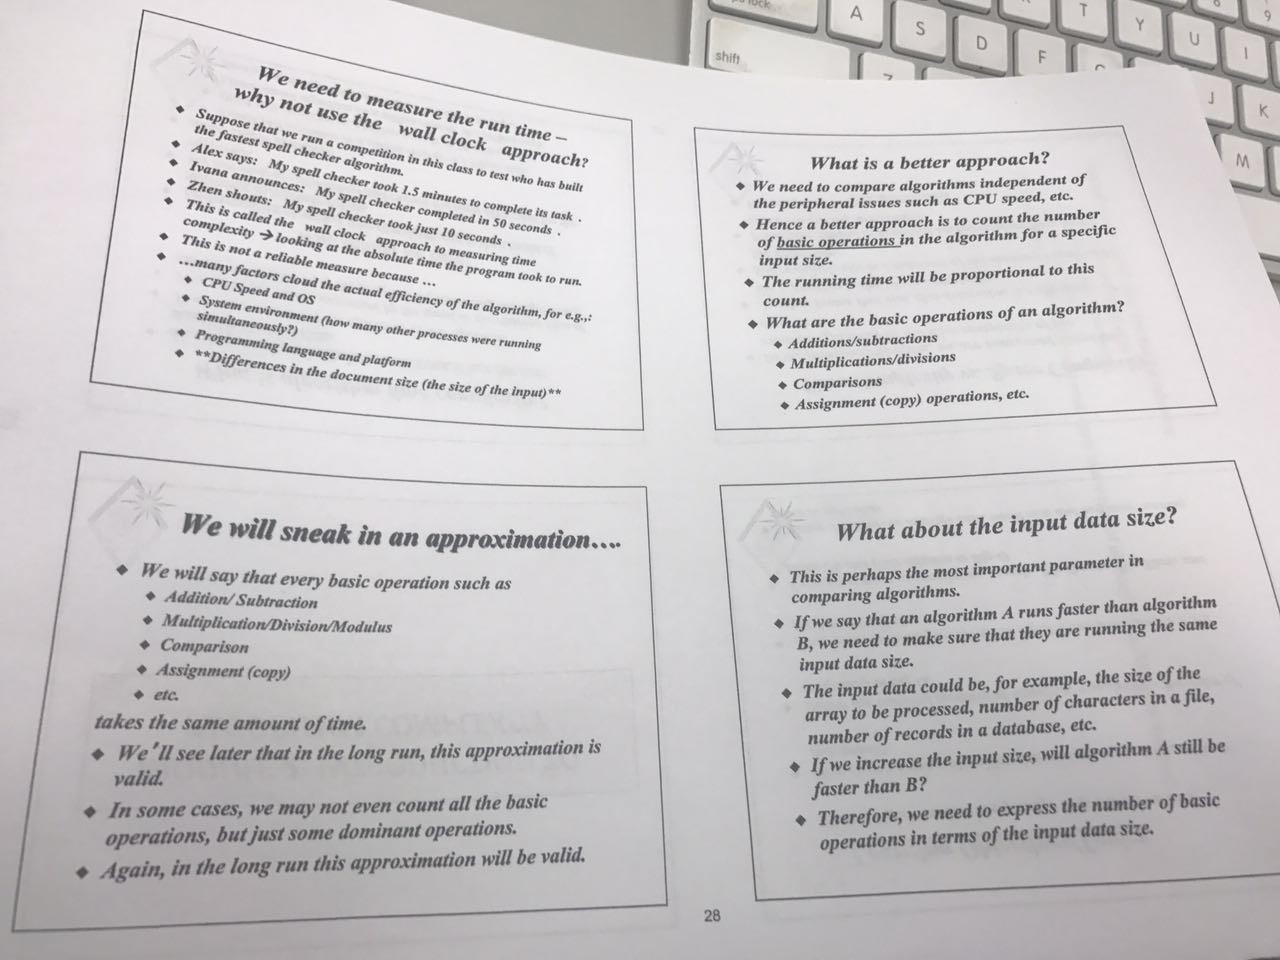 We need to measure the run time –
why not use the wall clock approach?
◆ Suppose that we run a competition in this class to test who has built
the fastest spell checker algorithm.
◆ Alex says: My spell checker took 1.5 minutes to complete its task .
◆ Ivana announces: My spell checker completed in 50 seconds .
◆ Zhen shouts: My spell checker took just 10 seconds .
◆ This is called the wall clock approach to measuring time
complexity → looking at the absolute time the program took to run.
◆ This is not a reliable measure because …
◆ …many factors cloud the actual efficiency of the algorithm, for e.g.,:
◆ CPU Speed and OS
◆ System environment (how many other processes were running
simultaneously?)
◆ Programming language and platform
◆ **Differences in the document size (the size of the input)**
What is a better approach?
◆ We need to compare algorithms independent of
the peripheral issues such as CPU speed, etc.
◆ Hence a better approach is to count the number
of basic operations in the algorithm for a specific
input size.
◆ The running time will be proportional to this
count.
◆ What are the basic operations of an algorithm?
◆ Additions/subtractions
◆ Multiplications/divisions
◆ Comparisons
◆ Assignment (copy) operations, etc.
We will sneak in an approximation….
◆ We will say that every basic operation such as
◆ Addition/ Subtraction
◆ Multiplication/Division/Modulus
◆ Comparison
◆ Assignment (copy)
◆ etc.
takes the same amount of time.
◆ We'll see later that in the long run, this approximation is
valid.
◆ In some cases, we may not even count all the basic
operations, but just some dominant operations.
◆ Again, in the long run this approximation will be valid.
What about the input data size?
◆ This is perhaps the most important parameter in
comparing algorithms.
◆ If we say that an algorithm A runs faster than algorithm
B, we need to make sure that they are running the same
input data size.
◆ The input data could be, for example, the size of the
array to be processed, number of characters in a file,
number of records in a database, etc.
◆ If we increase the input size, will algorithm A still be
faster than B?
◆ Therefore, we need to express the number of basic
operations in terms of the input data size.
28
shift
A
S
D
F
T
Y
U
I
J
K
M
9